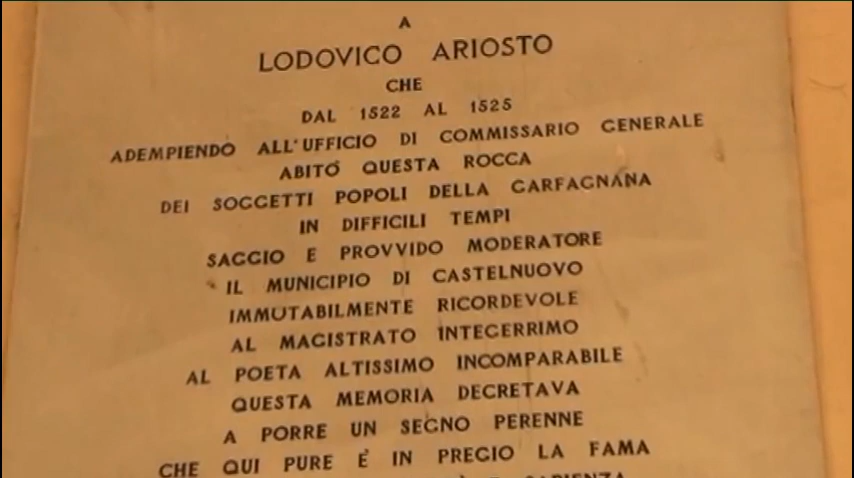 A
LODOVICO ARIOSTO
CHE
DAL 1522 AL 1525
ADEMPIENDO ALL'UFFICIO DI COMMISSARIO GENERALE
ABITÒ QUESTA ROCCA
DEI SOGGETTI POPOLI DELLA GARFAGNANA
IN DIFFICILI TEMPI
SAGGIO E PROVVIDO MODERATORE
IL MUNICIPIO DI CASTELNUOVO
IMMUTABILMENTE RICORDEVOLE
AL MAGISTRATO INTEGERRIMO
AL POETA ALTISSIMO INCOMPARABILE
QUESTA MEMORIA DECRETAVA
A PORRE UN SEGNO PERENNE
CHE QUI PURE È IN PREGIO LA FAMA
SAPIENZA